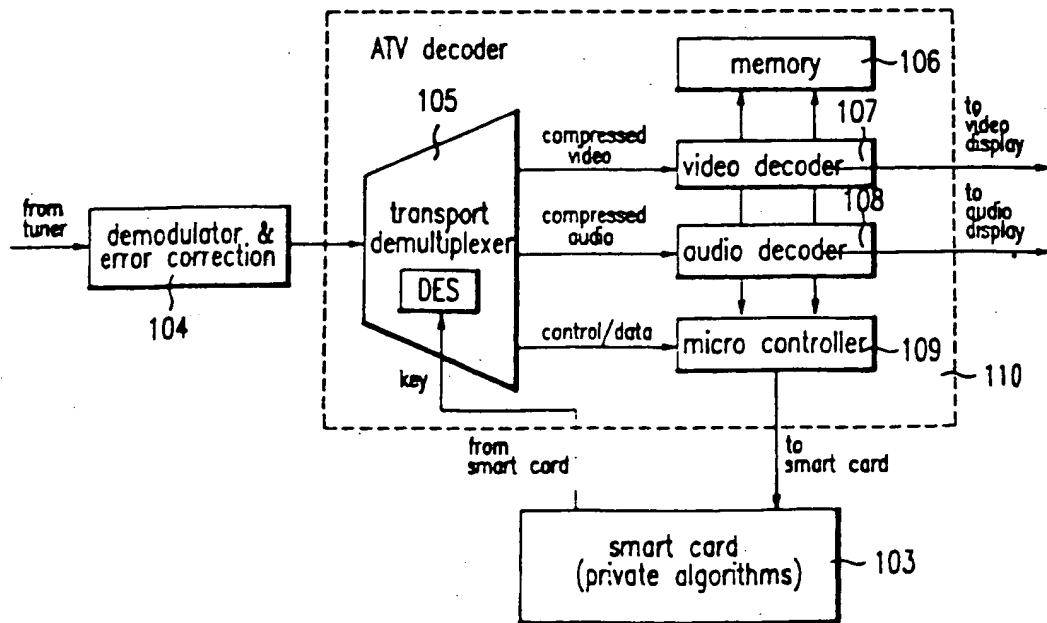 ATV decoder
105
memory
106
107
to
video
display
compressed
video
video decoder
108
from
tuner
demodulator &
error correction
104
transport
demultiplexer
DES
compressed
audio
audio decoder
to
audio
display
control/data
micro controller
109
110
key
from
smart card
to
smart card
smart card
(private algorithms)
103